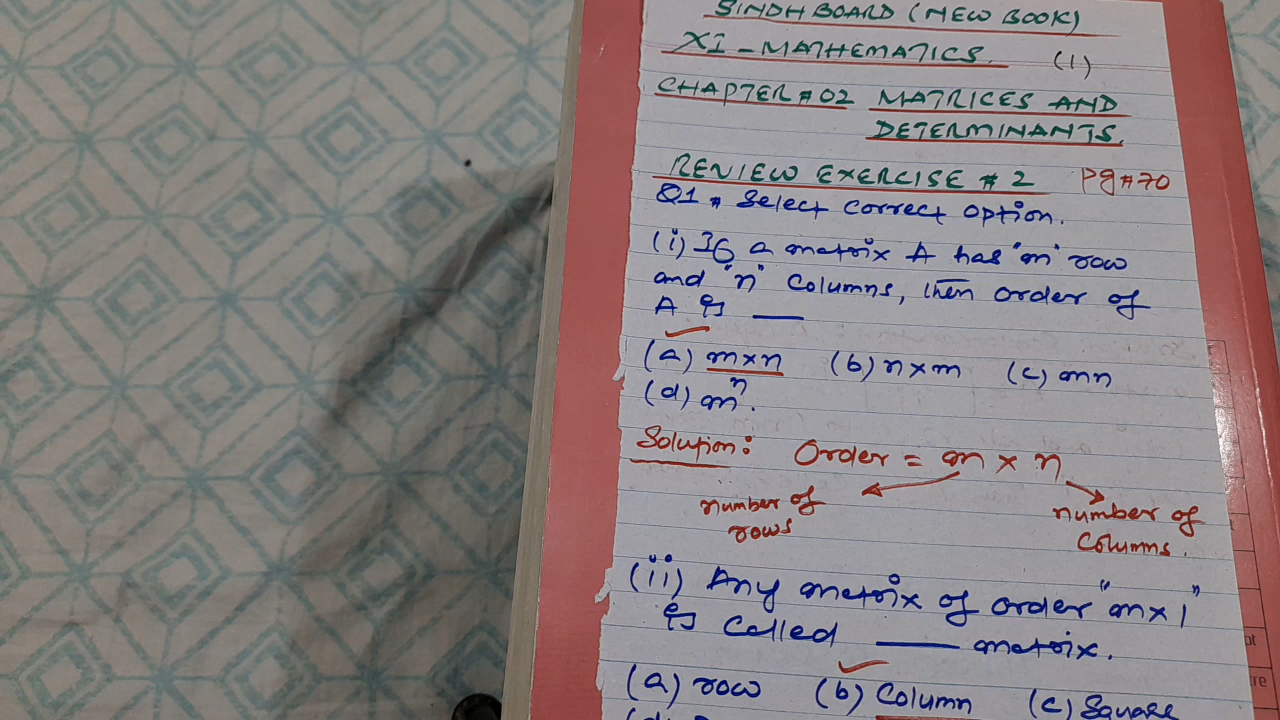 SINDH BOARD (NEW BOOK)
XI - MATHEMATICS. (1)
CHAPTER # 02 MATRICES AND
DETERMINANTS.
REVIEW EXERCISE # 2 Pg#70
Q1 # Select correct option.
(i) If a matrix A has "m" row
and "n" Columns, then order of
A is ___
(a) m×n (b) n×m (c) mn
(d) mⁿ.
Solution: Order = m × n
number of
rows
number of
Columns.
(ii) Any matrix of order "m×1"
is called ___ matrix.
(a) row (b) Column (c) Square